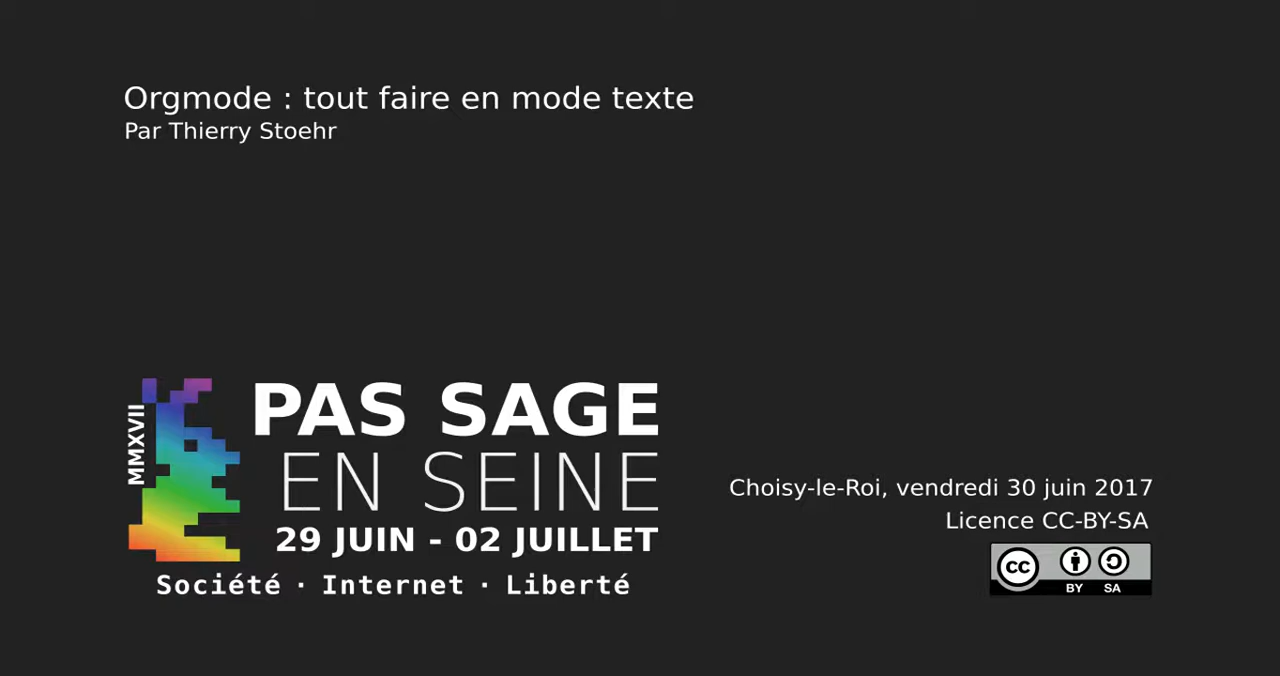 Orgmode : tout faire en mode texte
Par Thierry Stoehr
MMXVII
PAS SAGE
EN SEINE
29 JUIN - 02 JUILLET
Société · Internet · Liberté
Choisy-le-Roi, vendredi 30 juin 2017
Licence CC-BY-SA
cc
BY SA